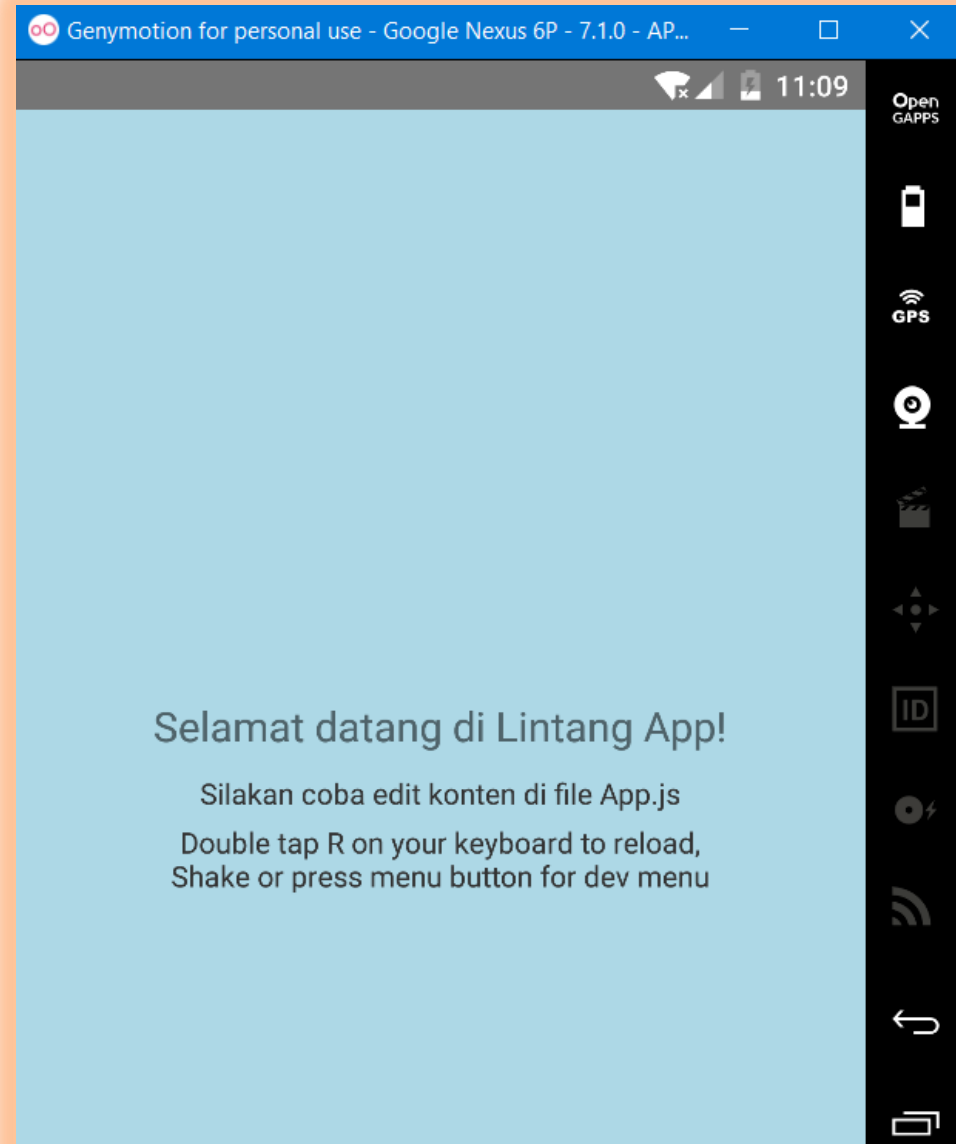 Genymotion for personal use - Google Nexus 6P - 7.1.0 - AP...
11:09
Open
GAPPS
GPS
ID
Selamat datang di Lintang App!
Silakan coba edit konten di file App.js
Double tap R on your keyboard to reload,
Shake or press menu button for dev menu